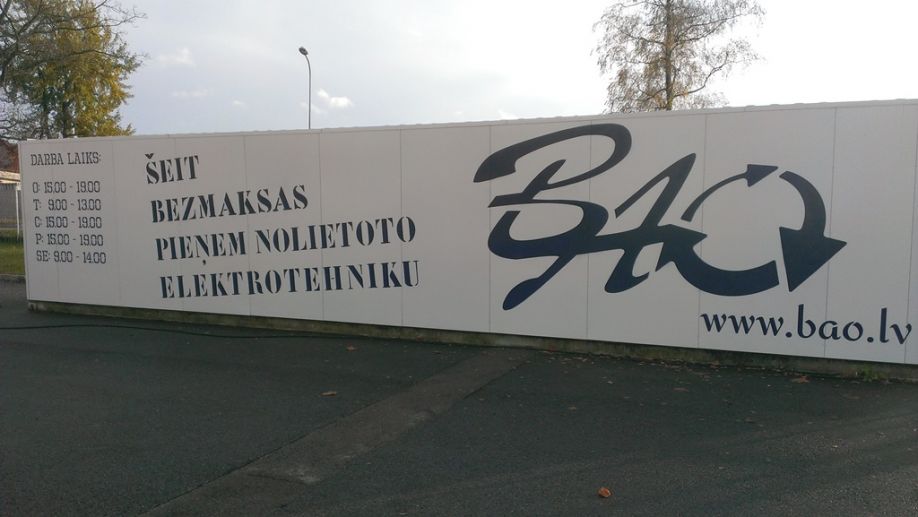 DARBA LAIKS:
O: 15.00 - 19.00
T: 9.00 - 13.00
C: 15.00 - 19.00
P: 15.00 - 19.00
SE: 9.00 - 14.00
ŠEIT
BEZMAKSAS
PIEŅEM NOLIETOTO
ELEKTROTEHNIKU
BAO
www.bao.lv